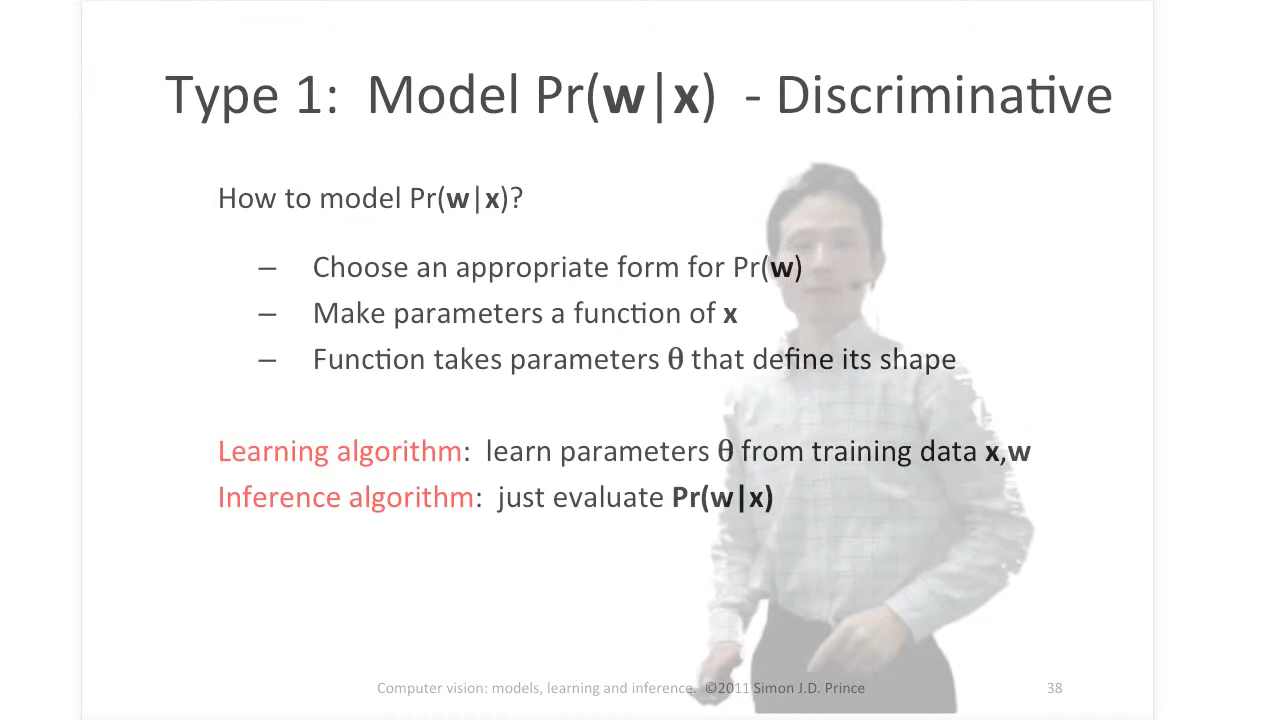 Type 1: Model Pr(w|x) - Discriminative
How to model Pr(w|x)?
– Choose an appropriate form for Pr(w)
– Make parameters a function of x
– Function takes parameters θ that define its shape
Learning algorithm: learn parameters θ from training data x,w
Inference algorithm: just evaluate Pr(w|x)
Computer vision: models, learning and inference. ©2011 Simon J.D. Prince
38